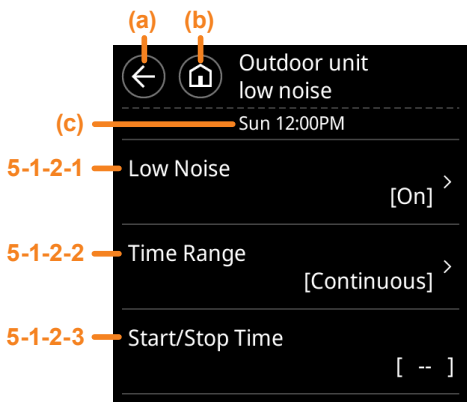 (a) (b)
Outdoor unit
low noise
(c) Sun 12:00PM
5-1-2-1 Low Noise
[On]
5-1-2-2 Time Range
[Continuous]
5-1-2-3 Start/Stop Time
[ -- ]